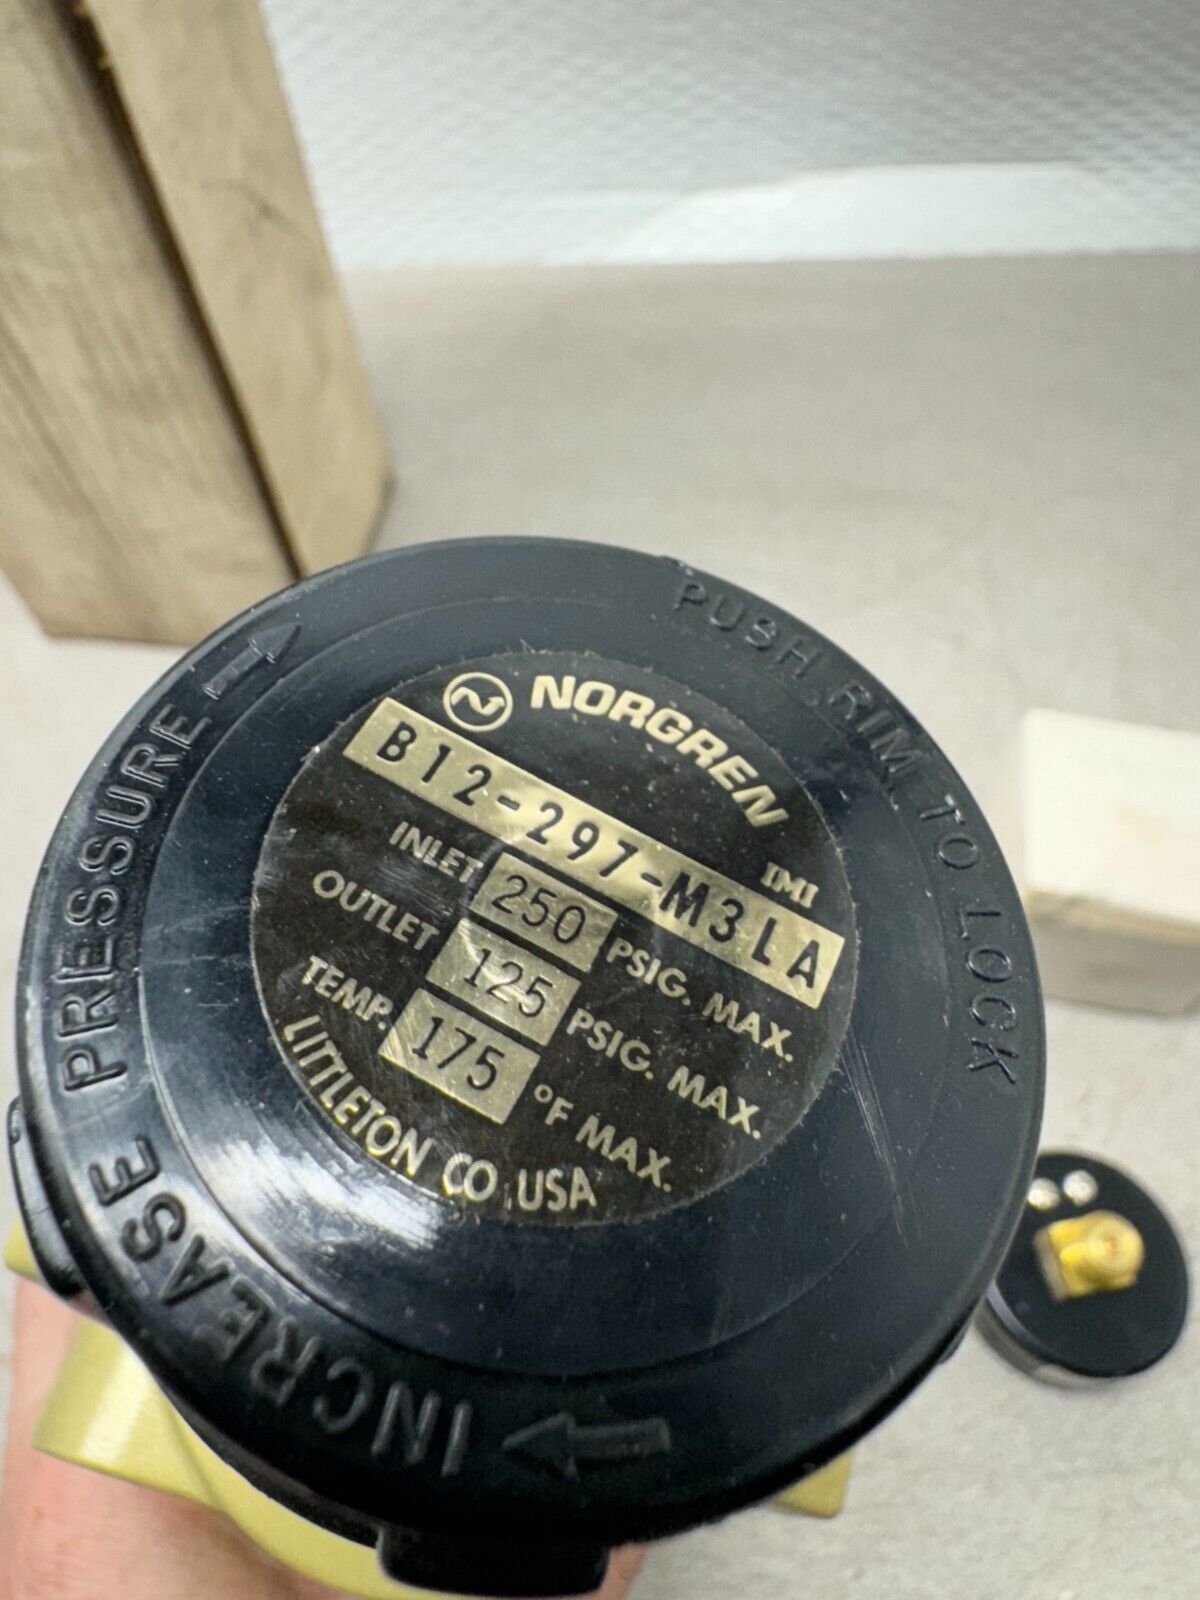 NORGREN
IMI
B12-297-M3LA
INLET 250 PSIG. MAX.
OUTLET 125 PSIG. MAX.
TEMP. 175 °F MAX.
LITTLETON CO. USA
PUSH RIM TO LOCK
INCREASE PRESSURE